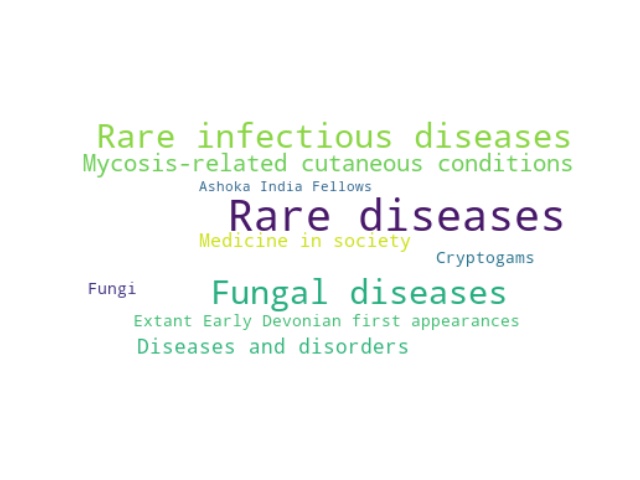 Rare infectious diseases
Mycosis-related cutaneous conditions
Ashoka India Fellows
Rare diseases
Medicine in society
Cryptogams
Fungi
Fungal diseases
Extant Early Devonian first appearances
Diseases and disorders